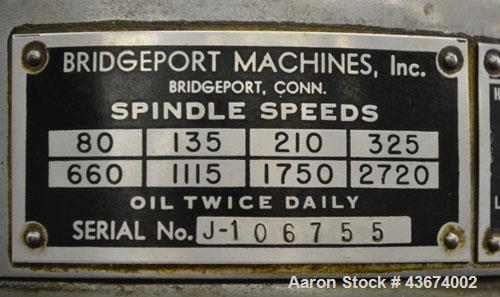 BRIDGEPORT MACHINES, Inc.
BRIDGEPORT, CONN.
SPINDLE SPEEDS
80 135 210 325
660 1115 1750 2720
OIL TWICE DAILY
SERIAL No. J-106755
Aaron Stock # 43674002